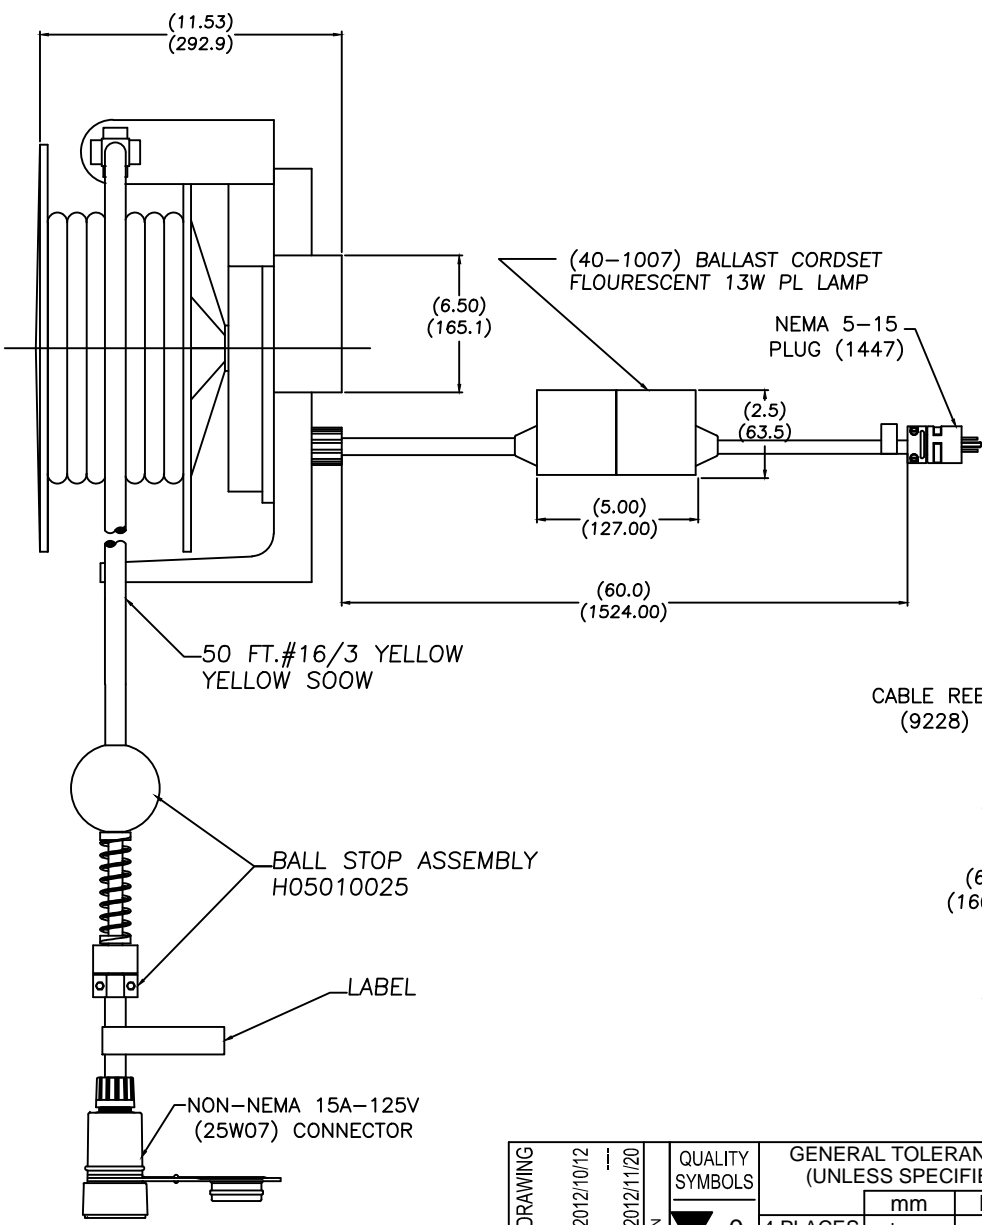 (11.53)
(292.9)
(40-1007) BALLAST CORDSET
FLOURESCENT 13W PL LAMP
(6.50)
(165.1)
NEMA 5-15
PLUG (1447)
(2.5)
(63.5)
(5.00)
(127.00)
(60.0)
(1524.00)
50 FT.#16/3 YELLOW
YELLOW SOOW
CABLE REE
(9228)
BALL STOP ASSEMBLY
H05010025
(6
(166
LABEL
NON-NEMA 15A-125V
(25W07) CONNECTOR
DRAWING
2012/10/12
----
2012/11/20
QUALITY
SYMBOLS
GENERAL TOLERAN
(UNLESS SPECIFIE
mm
4 PLACES